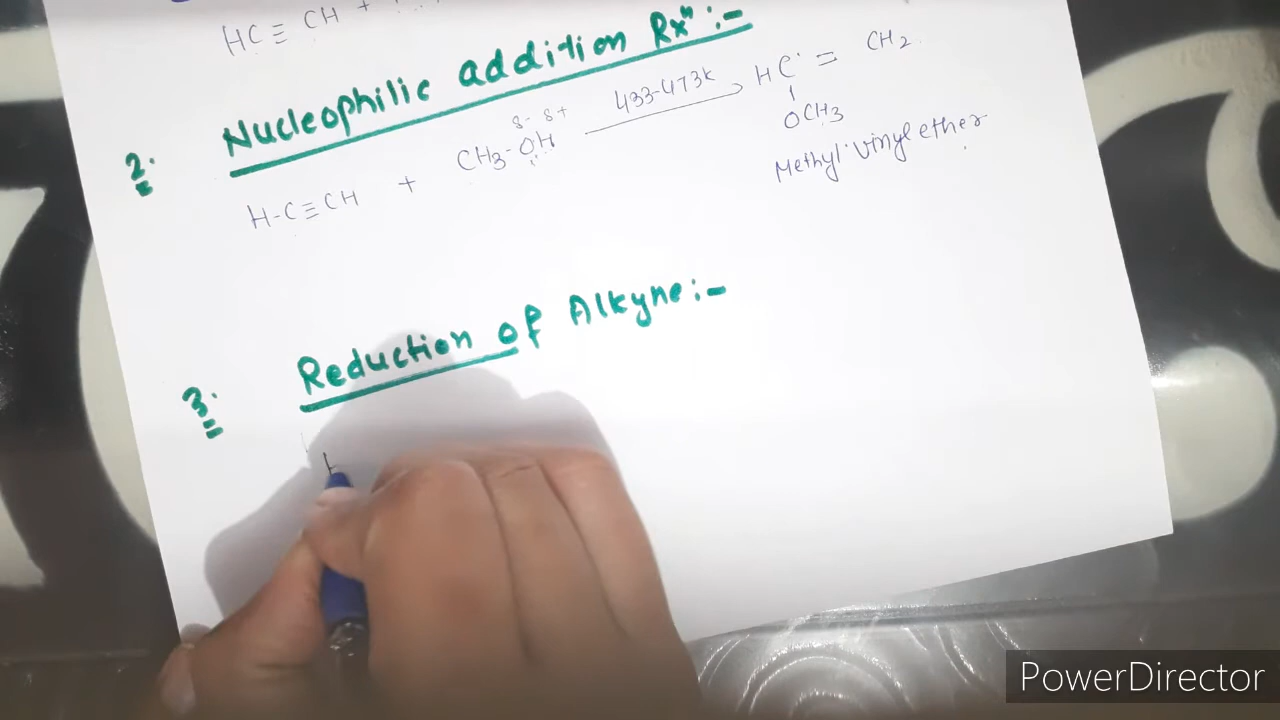 HC ≡ CH +
2. Nucleophilic addition Rxⁿ :-
H-C≡CH + CH3-ÖH δ- δ+ 433-473K → HC = CH2
OCH3
Methyl vinyl ether
3. Reduction of Alkyne:-
PowerDirector